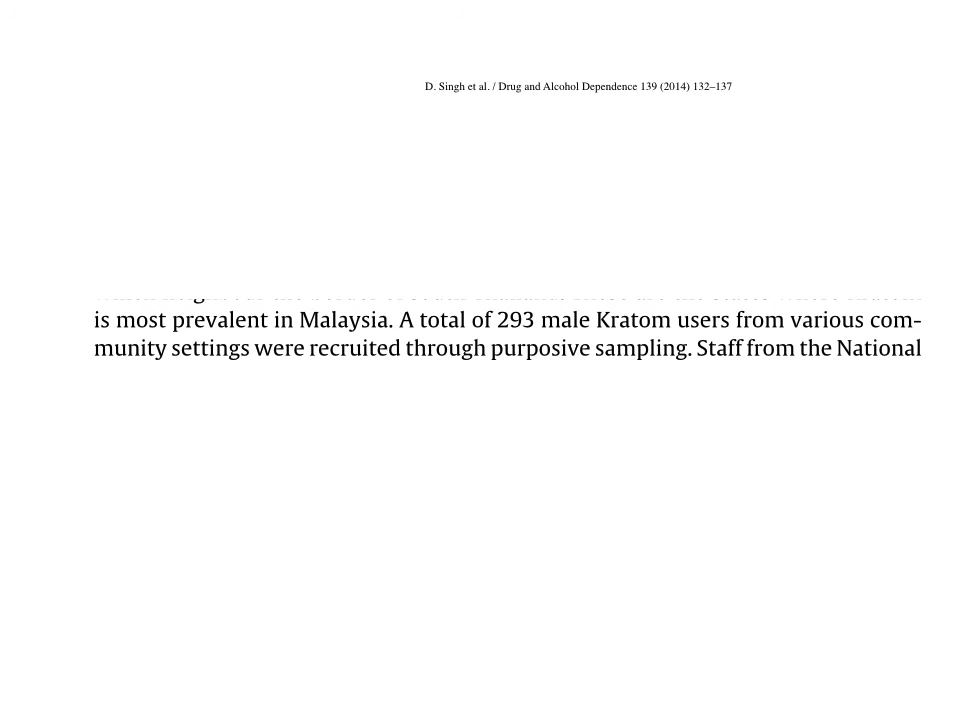 D. Singh et al. / Drug and Alcohol Dependence 139 (2014) 132–137
is most prevalent in Malaysia. A total of 293 male Kratom users from various com-
munity settings were recruited through purposive sampling. Staff from the National